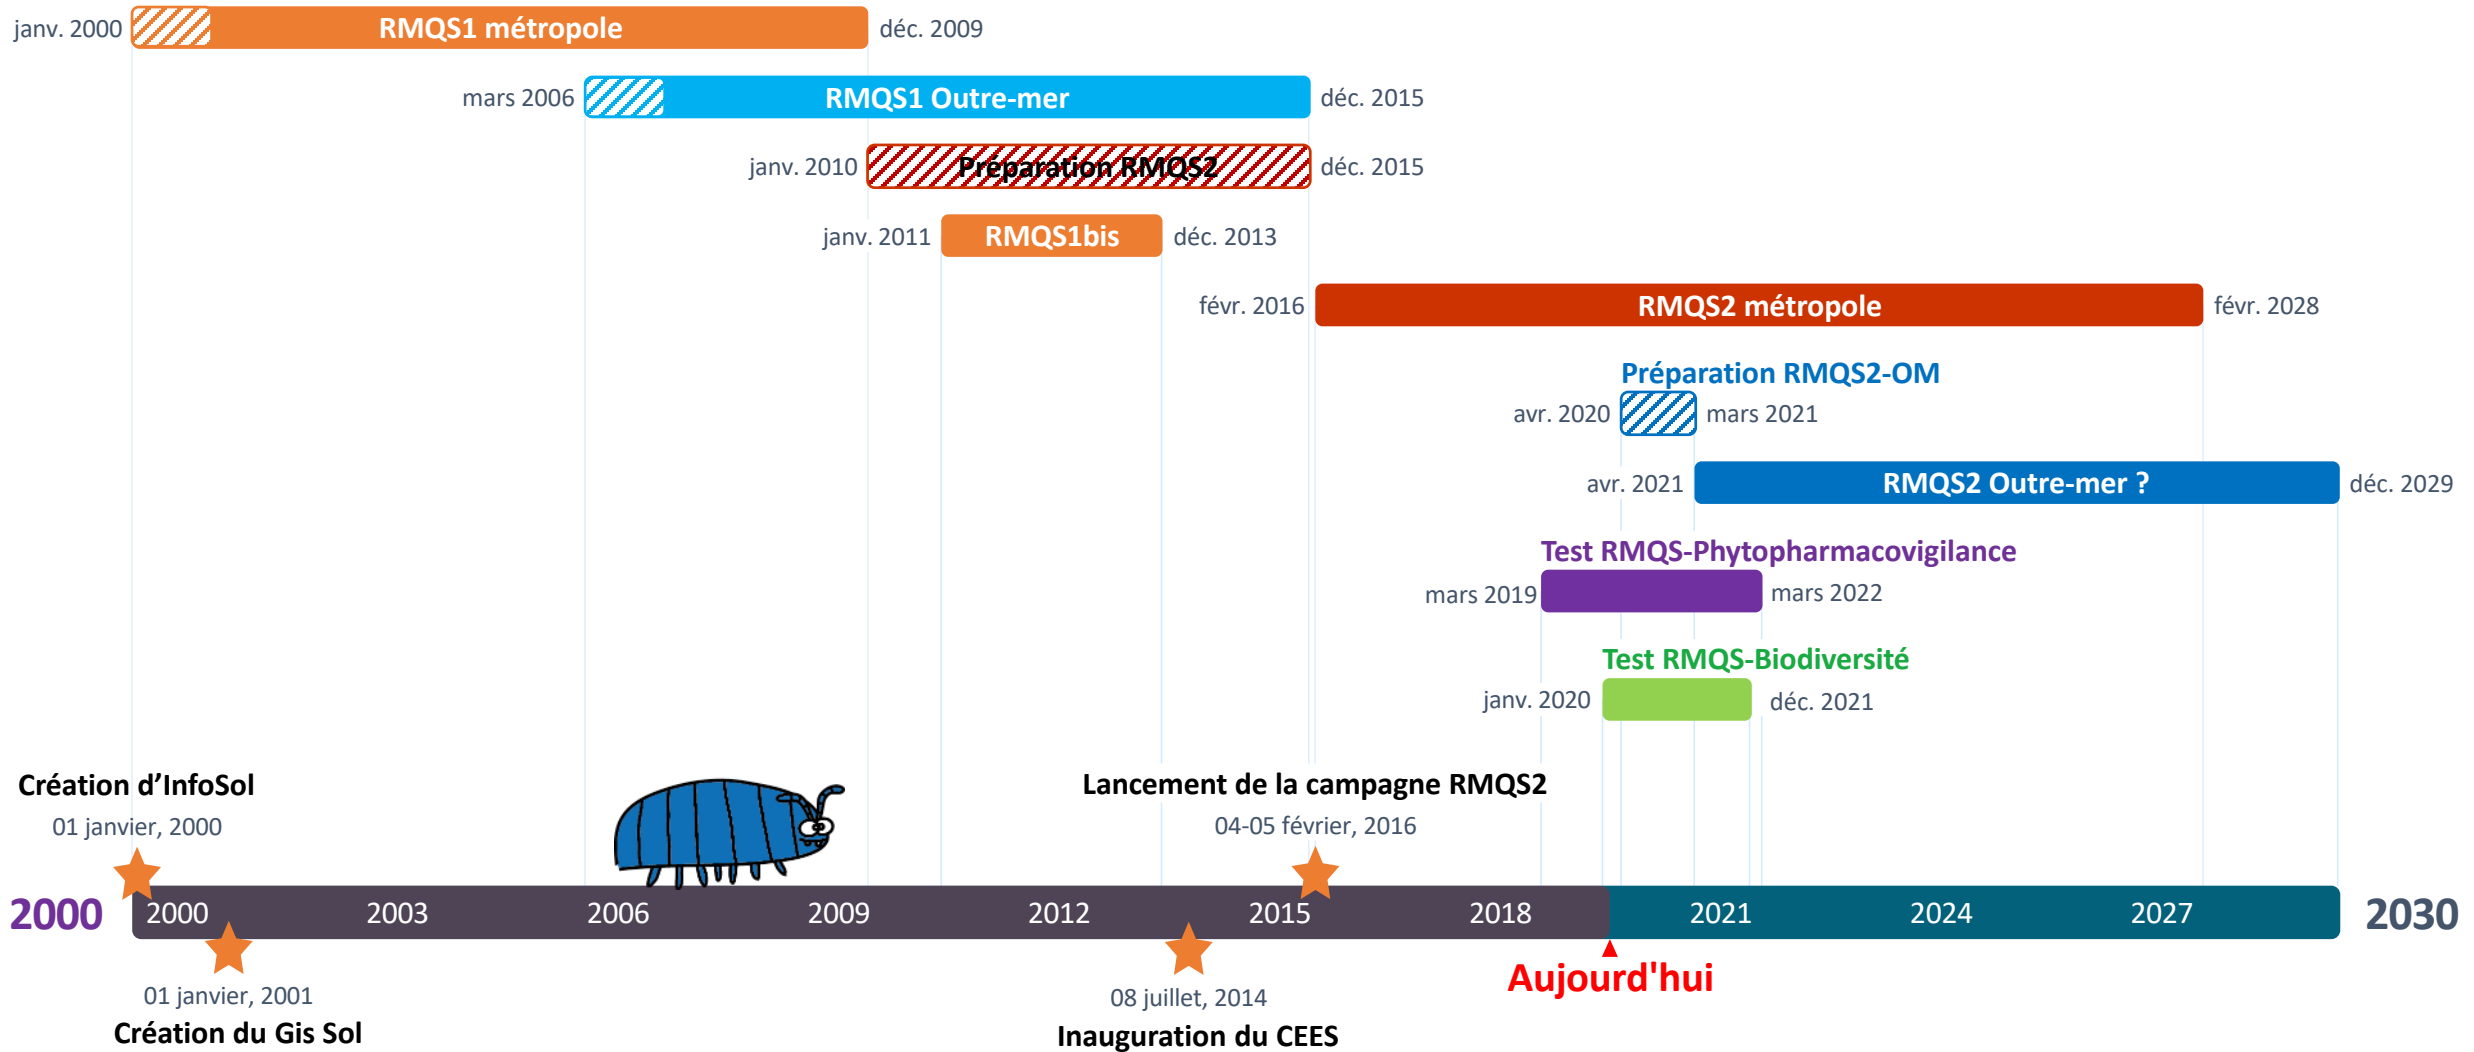 janv. 2000 RMQS1 métropole déc. 2009
mars 2006 RMQS1 Outre-mer déc. 2015
janv. 2010 Préparation RMQS2 déc. 2015
janv. 2011 RMQS1bis déc. 2013
févr. 2016 RMQS2 métropole févr. 2028
Préparation RMQS2-OM
avr. 2020 mars 2021
avr. 2021 RMQS2 Outre-mer ? déc. 2029
Test RMQS-Phytopharmacovigilance
mars 2019 mars 2022
Test RMQS-Biodiversité
janv. 2020 déc. 2021
Création d’InfoSol
01 janvier, 2000
Lancement de la campagne RMQS2
04-05 février, 2016
2000 2000 2003 2006 2009 2012 2015 2018 2021 2024 2027 2030
Aujourd'hui
01 janvier, 2001
Création du Gis Sol
08 juillet, 2014
Inauguration du CEES